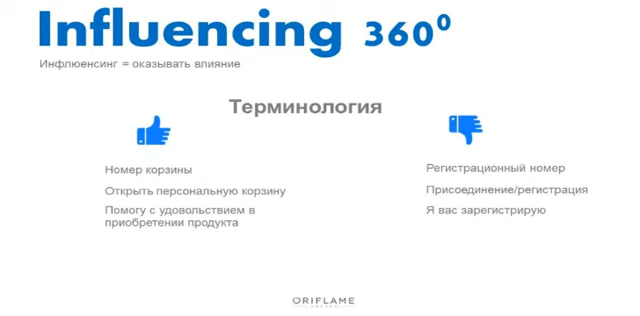 Influencing 360⁰
Инфлюенсинг = оказывать влияние
Терминология
Номер корзины
Открыть персональную корзину
Помогу с удовольствием в
приобретении продукта
Регистрационный номер
Присоединение/регистрация
Я вас зарегистрирую
ORIFLAME
SWEDEN